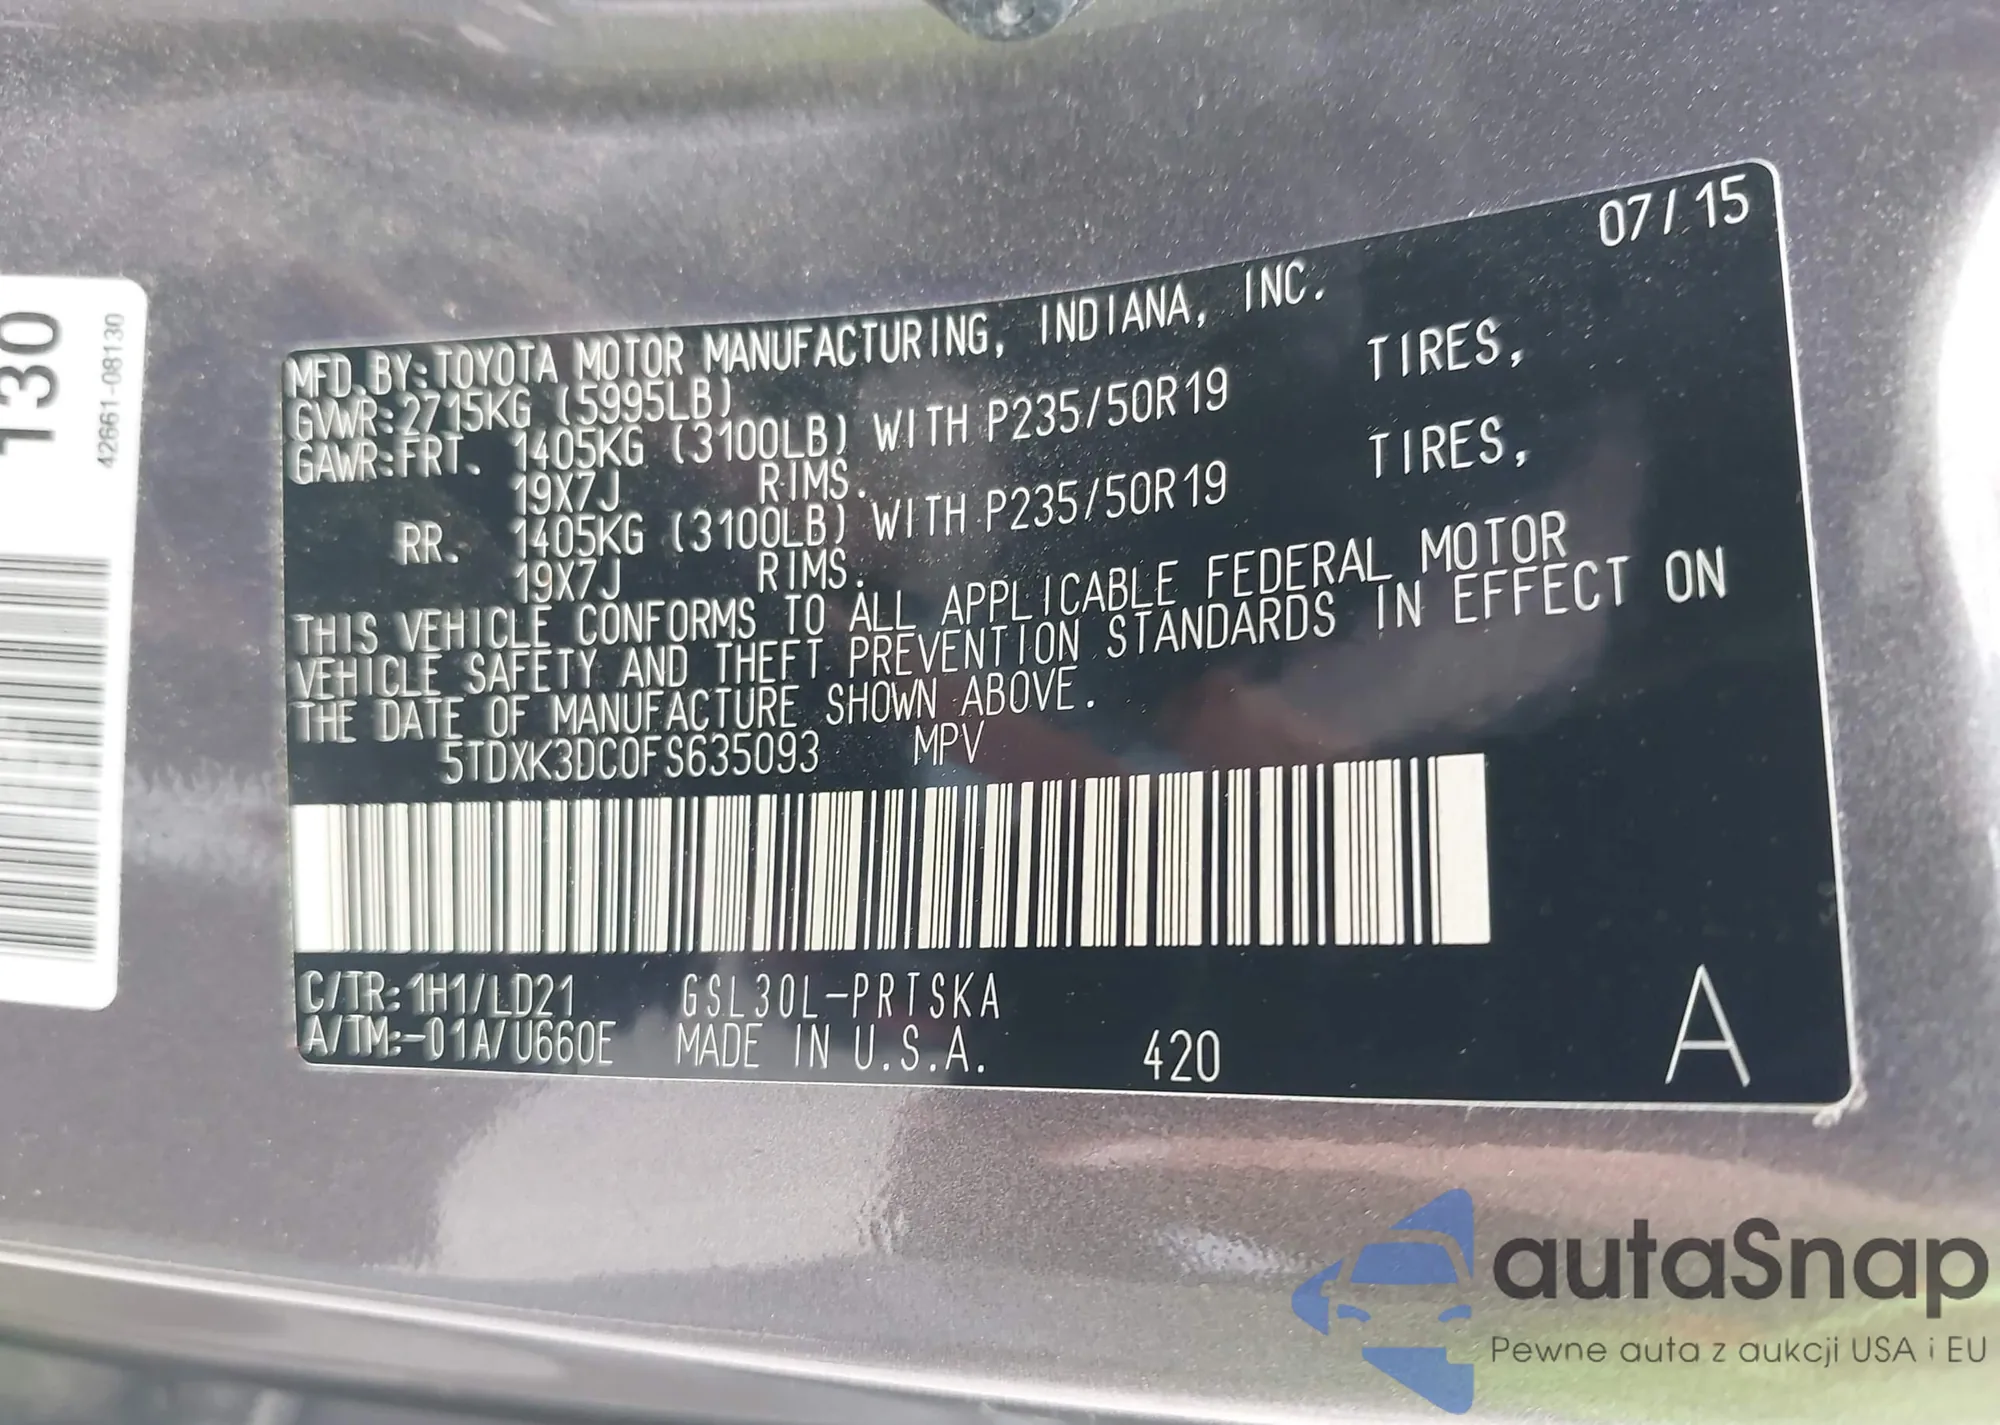 07/15
MFD.BY:TOYOTA MOTOR MANUFACTURING, INDIANA, INC.
GVWR:2715KG (5995LB)
GAWR:FRT. 1405KG (3100LB) WITH P235/50R19 TIRES,
19X7J RIMS.
RR. 1405KG (3100LB) WITH P235/50R19 TIRES,
19X7J RIMS.
THIS VEHICLE CONFORMS TO ALL APPLICABLE FEDERAL MOTOR
VEHICLE SAFETY AND THEFT PREVENTION STANDARDS IN EFFECT ON
THE DATE OF MANUFACTURE SHOWN ABOVE.
5TDXK3DC0FS635093 MPV
C/TR:1H1/LD21 GSL30L-PRTSKA
A/TM:-01A/U660E MADE IN U.S.A. 420 A
130
42661-08130
autaSnap
Pewne auta z aukcji USA i EU